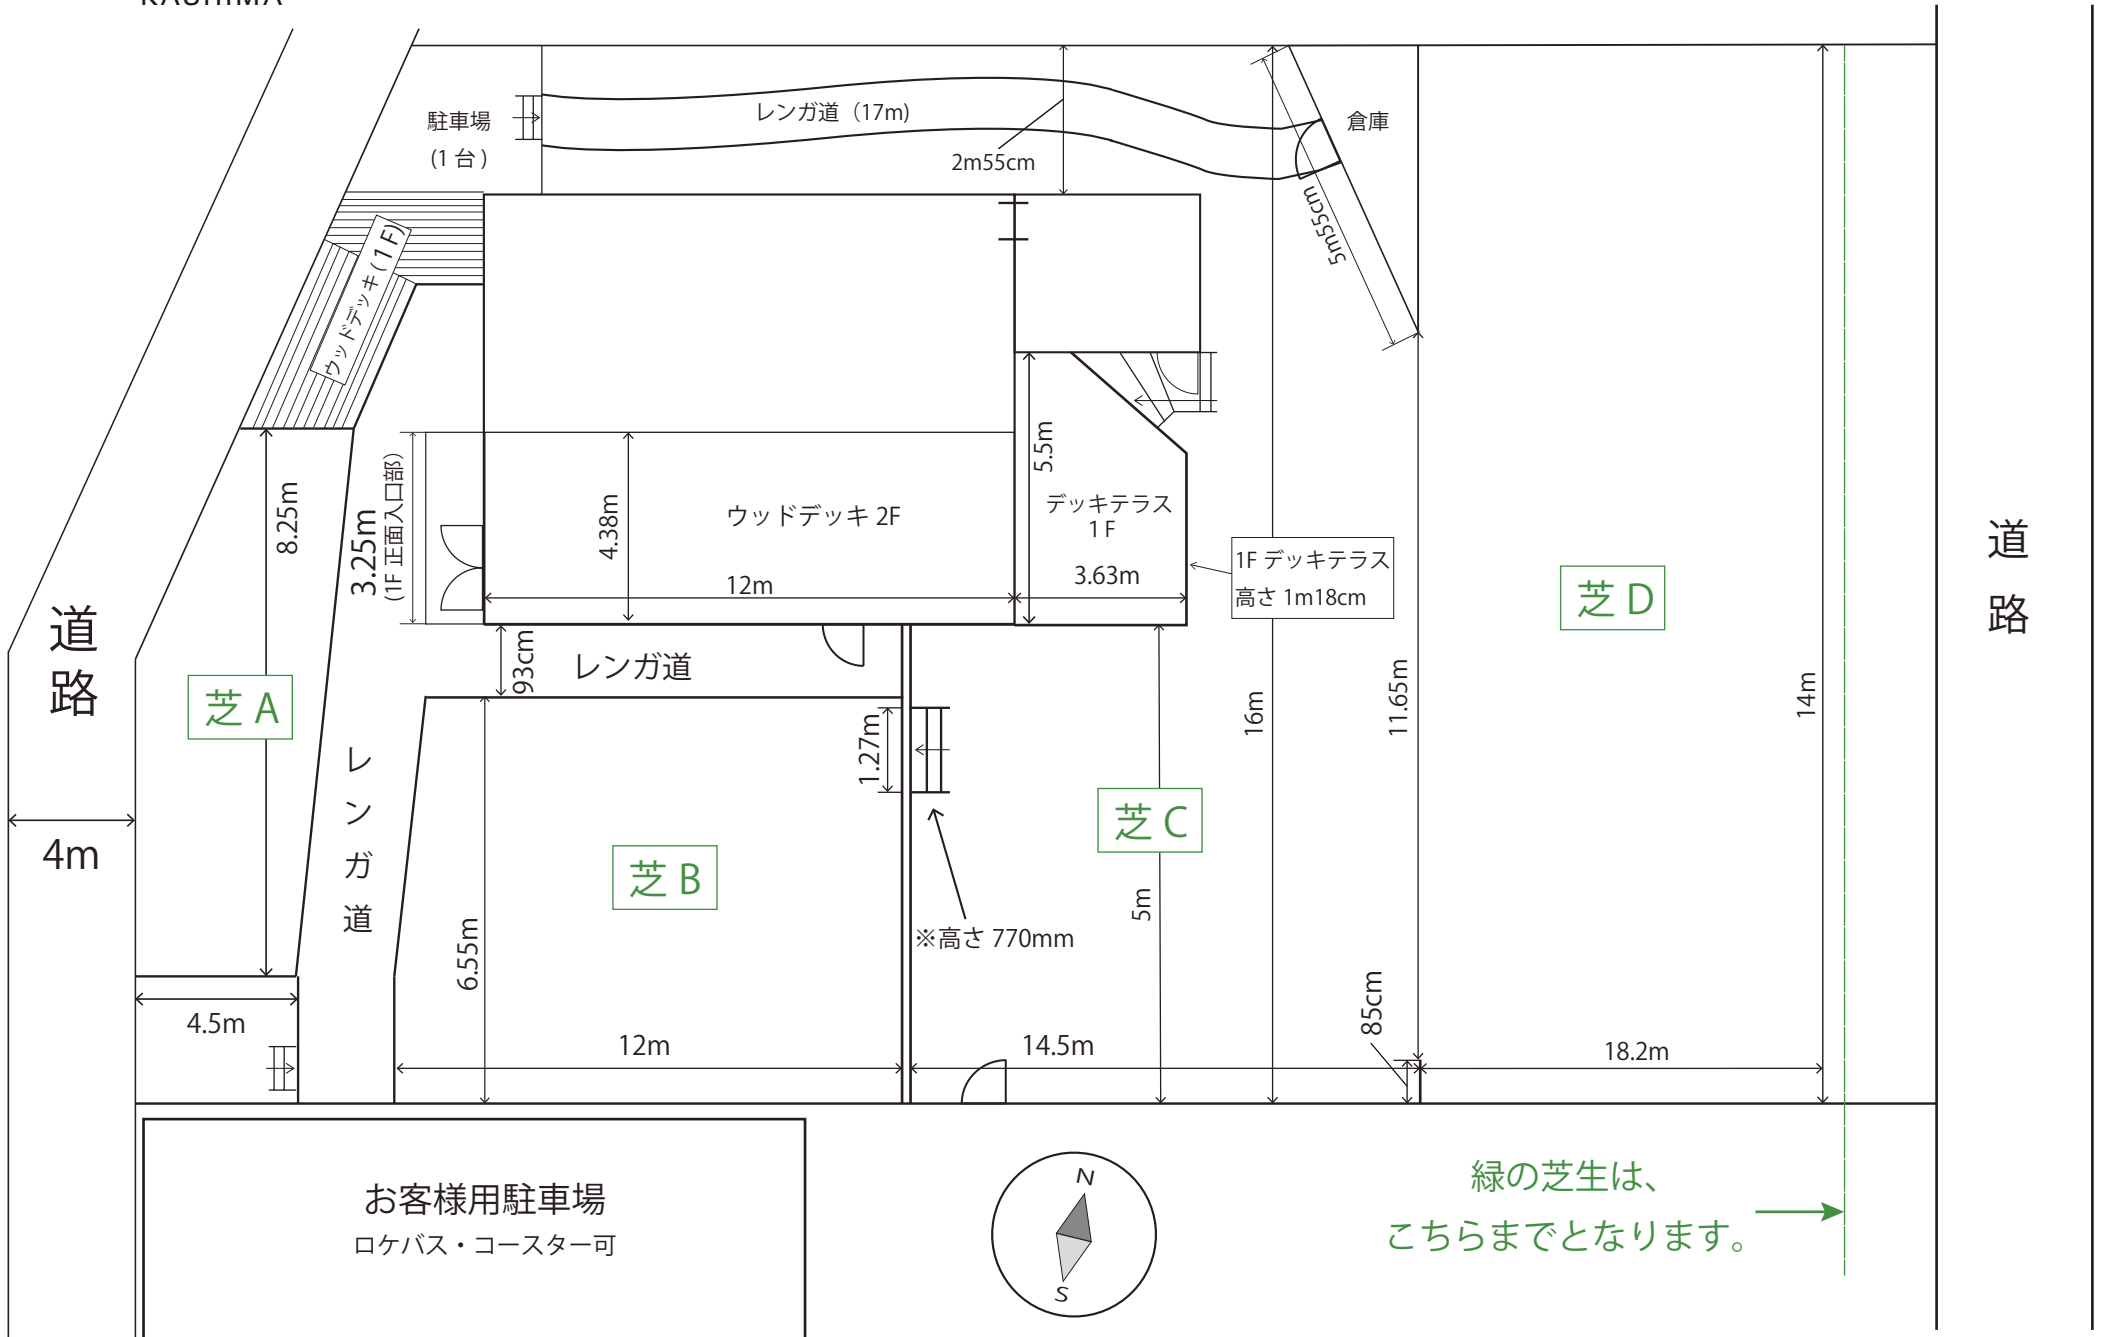 駐車場
(1 台 )
レンガ道（17m)
2m55cm
倉庫
5m55cm
ウッドデッキ ( 1 F)
8.25m
3.25m
(1F 正面入口部)
4.38m
ウッドデッキ 2F
12m
5.5m
デッキテラス
1 F
3.63m
1F デッキテラス
高さ 1m18cm
芝 D
道
路
道
路
芝 A
93cm
レンガ道
1.27m
16m
11.65m
14m
4m
レ
ン
ガ
道
芝 B
芝 C
6.55m
※高さ 770mm
5m
85cm
4.5m
12m
14.5m
18.2m
お客様用駐車場
ロケバス・コースター可
N
S
緑の芝生は、
こちらまでとなります。